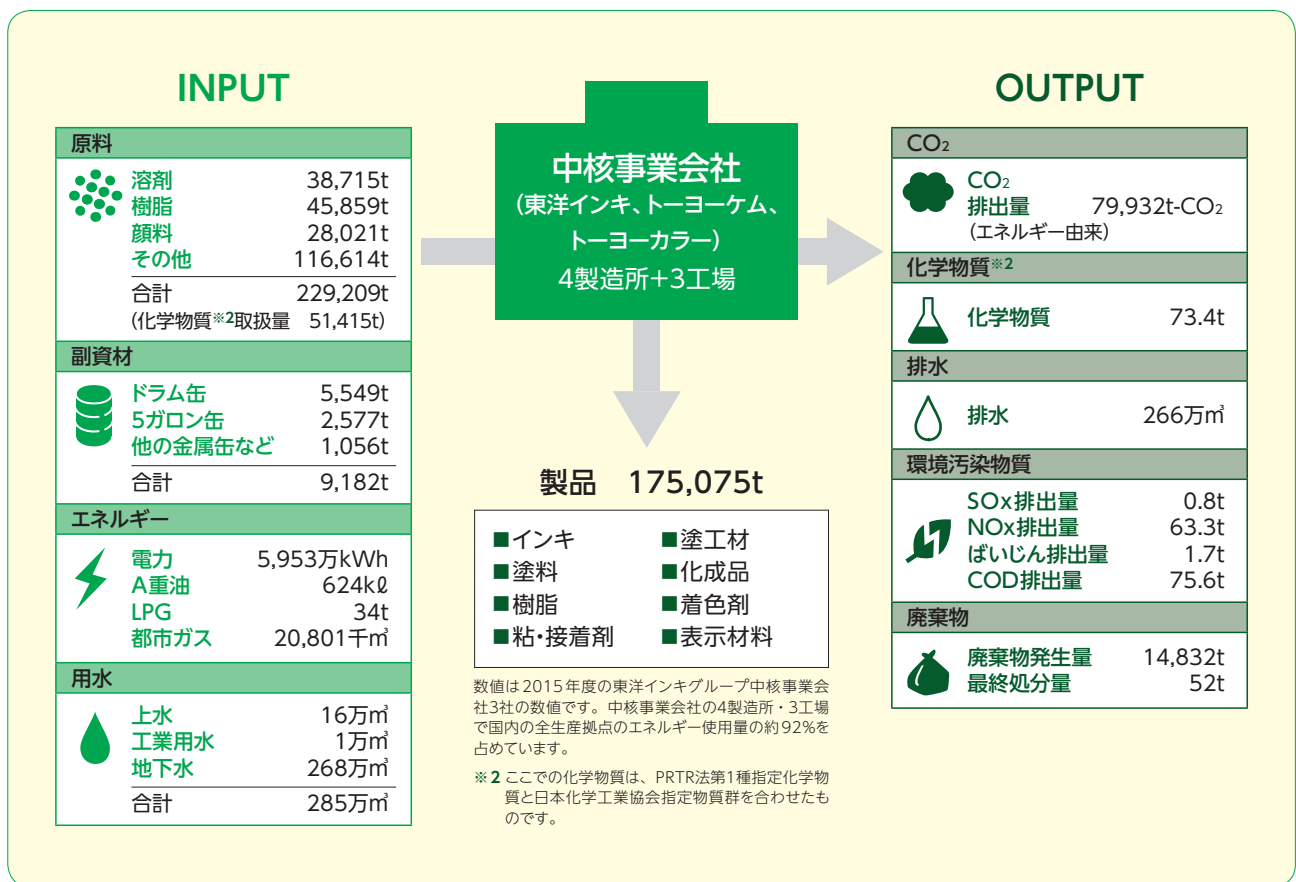 INPUT
原料
溶剤 38,715t
樹脂 45,859t
顔料 28,021t
その他 116,614t
合計 229,209t
(化学物質※2取扱量 51,415t)
副資材
ドラム缶 5,549t
5ガロン缶 2,577t
他の金属缶など 1,056t
合計 9,182t
エネルギー
電力 5,953万kWh
A重油 624kℓ
LPG 34t
都市ガス 20,801千㎥
用水
上水 16万㎥
工業用水 1万㎥
地下水 268万㎥
合計 285万㎥
中核事業会社
(東洋インキ、トーヨーケム、
トーヨーカラー)
4製造所+3工場
製品 175,075t
■インキ ■塗工材
■塗料 ■化成品
■樹脂 ■着色剤
■粘・接着剤 ■表示材料
数値は2015年度の東洋インキグループ中核事業会
社3社の数値です。中核事業会社の4製造所・3工場
で国内の全生産拠点のエネルギー使用量の約92%を
占めています。
※2 ここでの化学物質は、PRTR法第1種指定化学物
質と日本化学工業協会指定物質群を合わせたも
のです。
OUTPUT
CO2
CO2
排出量 79,932t-CO2
(エネルギー由来)
化学物質※2
化学物質 73.4t
排水
排水 266万㎥
環境汚染物質
SOx排出量 0.8t
NOx排出量 63.3t
ばいじん排出量 1.7t
COD排出量 75.6t
廃棄物
廃棄物発生量 14,832t
最終処分量 52t